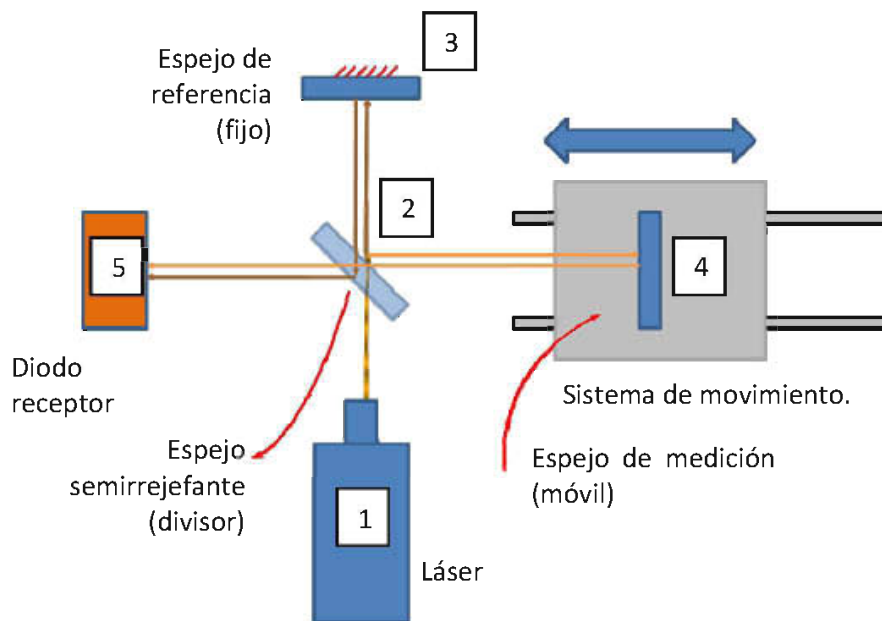 3
Espejo de
referencia
(fijo)
2
5
4
Diodo
receptor
Sistema de movimiento.
Espejo
semirrejefante
(divisor)
Espejo de medición
(móvil)
1
Láser